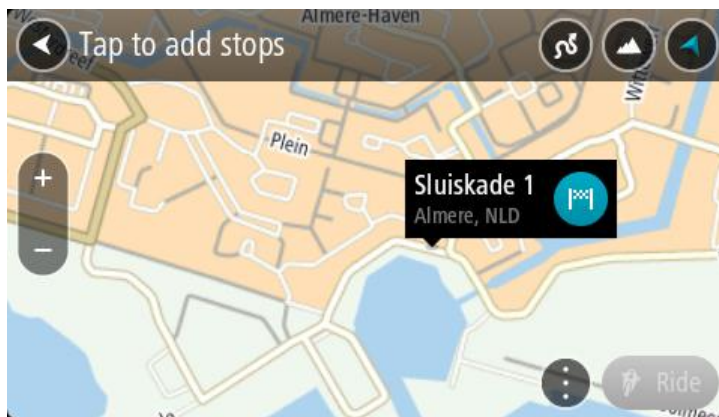 Almere-Haven
Tap to add stops
Plein
+
Sluiskade 1
Almere, NLD
−
Ride